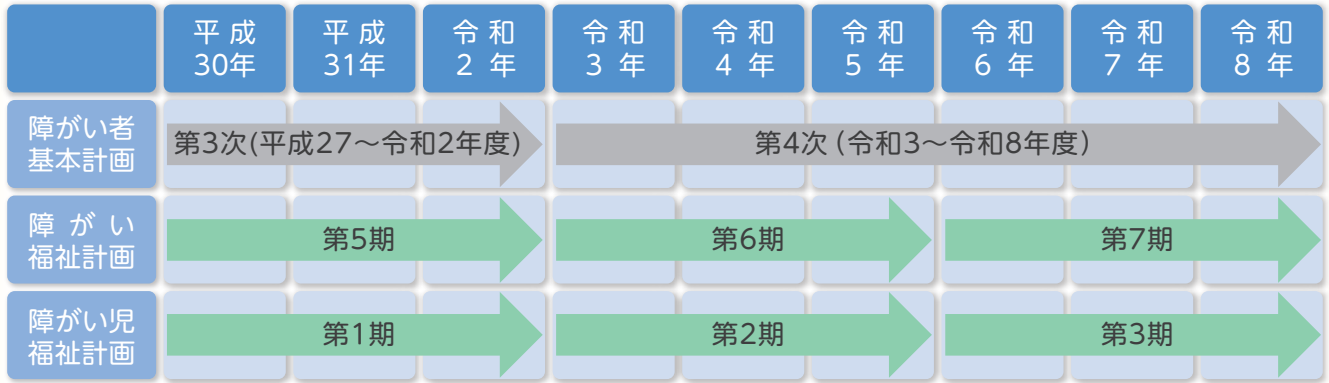 平成
30年
平成
31年
令和
2年
令和
3年
令和
4年
令和
5年
令和
6年
令和
7年
令和
8年
障がい者
基本計画
第3次(平成27～令和2年度)
第4次(令和3～令和8年度)
障がい
福祉計画
第5期
第6期
第7期
障がい児
福祉計画
第1期
第2期
第3期